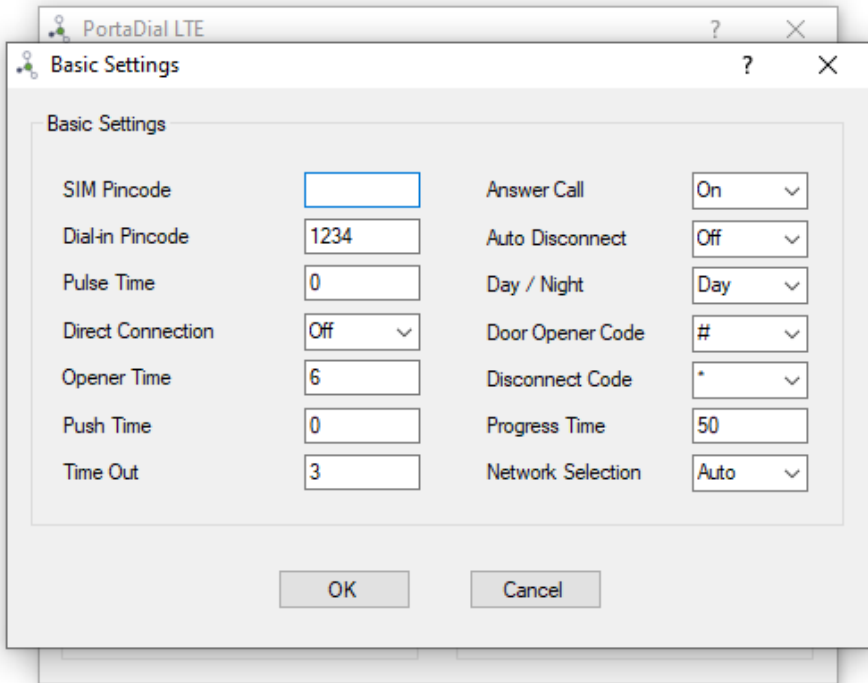 PortaDial LTE ? ×
Basic Settings ? ×
Basic Settings
SIM Pincode Answer Call On
Dial-in Pincode 1234 Auto Disconnect Off
Pulse Time 0 Day / Night Day
Direct Connection Off Door Opener Code #
Opener Time 6 Disconnect Code *
Push Time 0 Progress Time 50
Time Out 3 Network Selection Auto
OK Cancel